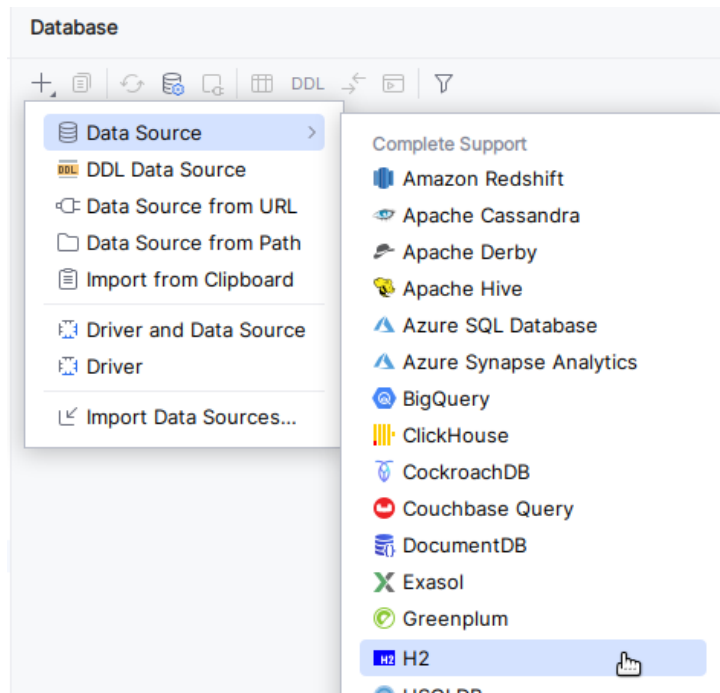 Database
DDL
Data Source
DDL DDL Data Source
Data Source from URL
Data Source from Path
Import from Clipboard
Driver and Data Source
Driver
Import Data Sources...
Complete Support
Amazon Redshift
Apache Cassandra
Apache Derby
Apache Hive
Azure SQL Database
Azure Synapse Analytics
BigQuery
ClickHouse
CockroachDB
Couchbase Query
DocumentDB
Exasol
Greenplum
H2 H2